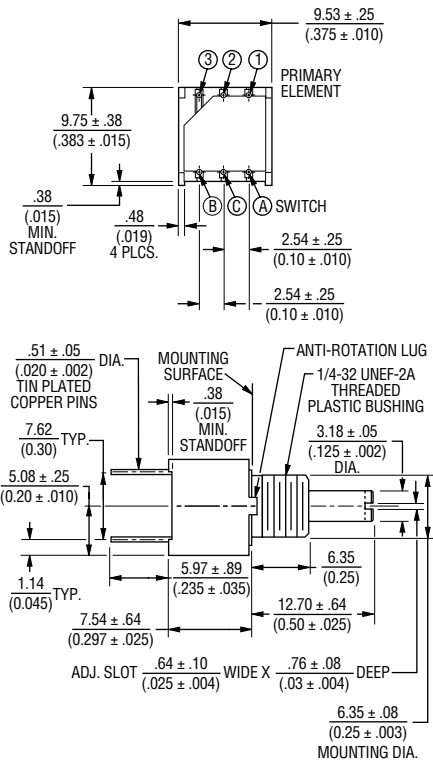 9.53 ± .25
(.375 ± .010)
3
2
1
PRIMARY
ELEMENT
9.75 ± .38
(.383 ± .015)
.38
(.015)
MIN.
STANDOFF
.48
(.019)
4 PLCS.
B
C
A
SWITCH
2.54 ± .25
(0.10 ± .010)
2.54 ± .25
(0.10 ± .010)
.51 ± .05
(.020 ± .002)
DIA.
TIN PLATED
COPPER PINS
MOUNTING
SURFACE
ANTI-ROTATION LUG
1/4-32 UNEF-2A
THREADED
PLASTIC BUSHING
.38
(.015)
MIN.
STANDOFF
7.62
(0.30)
TYP.
3.18 ± .05
(.125 ± .002)
DIA.
5.08 ± .25
(0.20 ± .010)
1.14
(0.045)
TYP.
5.97 ± .89
(.235 ± .035)
6.35
(0.25)
7.54 ± .64
(0.297 ± .025)
12.70 ± .64
(0.50 ± .025)
ADJ. SLOT .64 ± .10 WIDE X .76 ± .08 DEEP
(.025 ± .004) (.03 ± .004)
6.35 ± .08
(0.25 ± .003)
MOUNTING DIA.